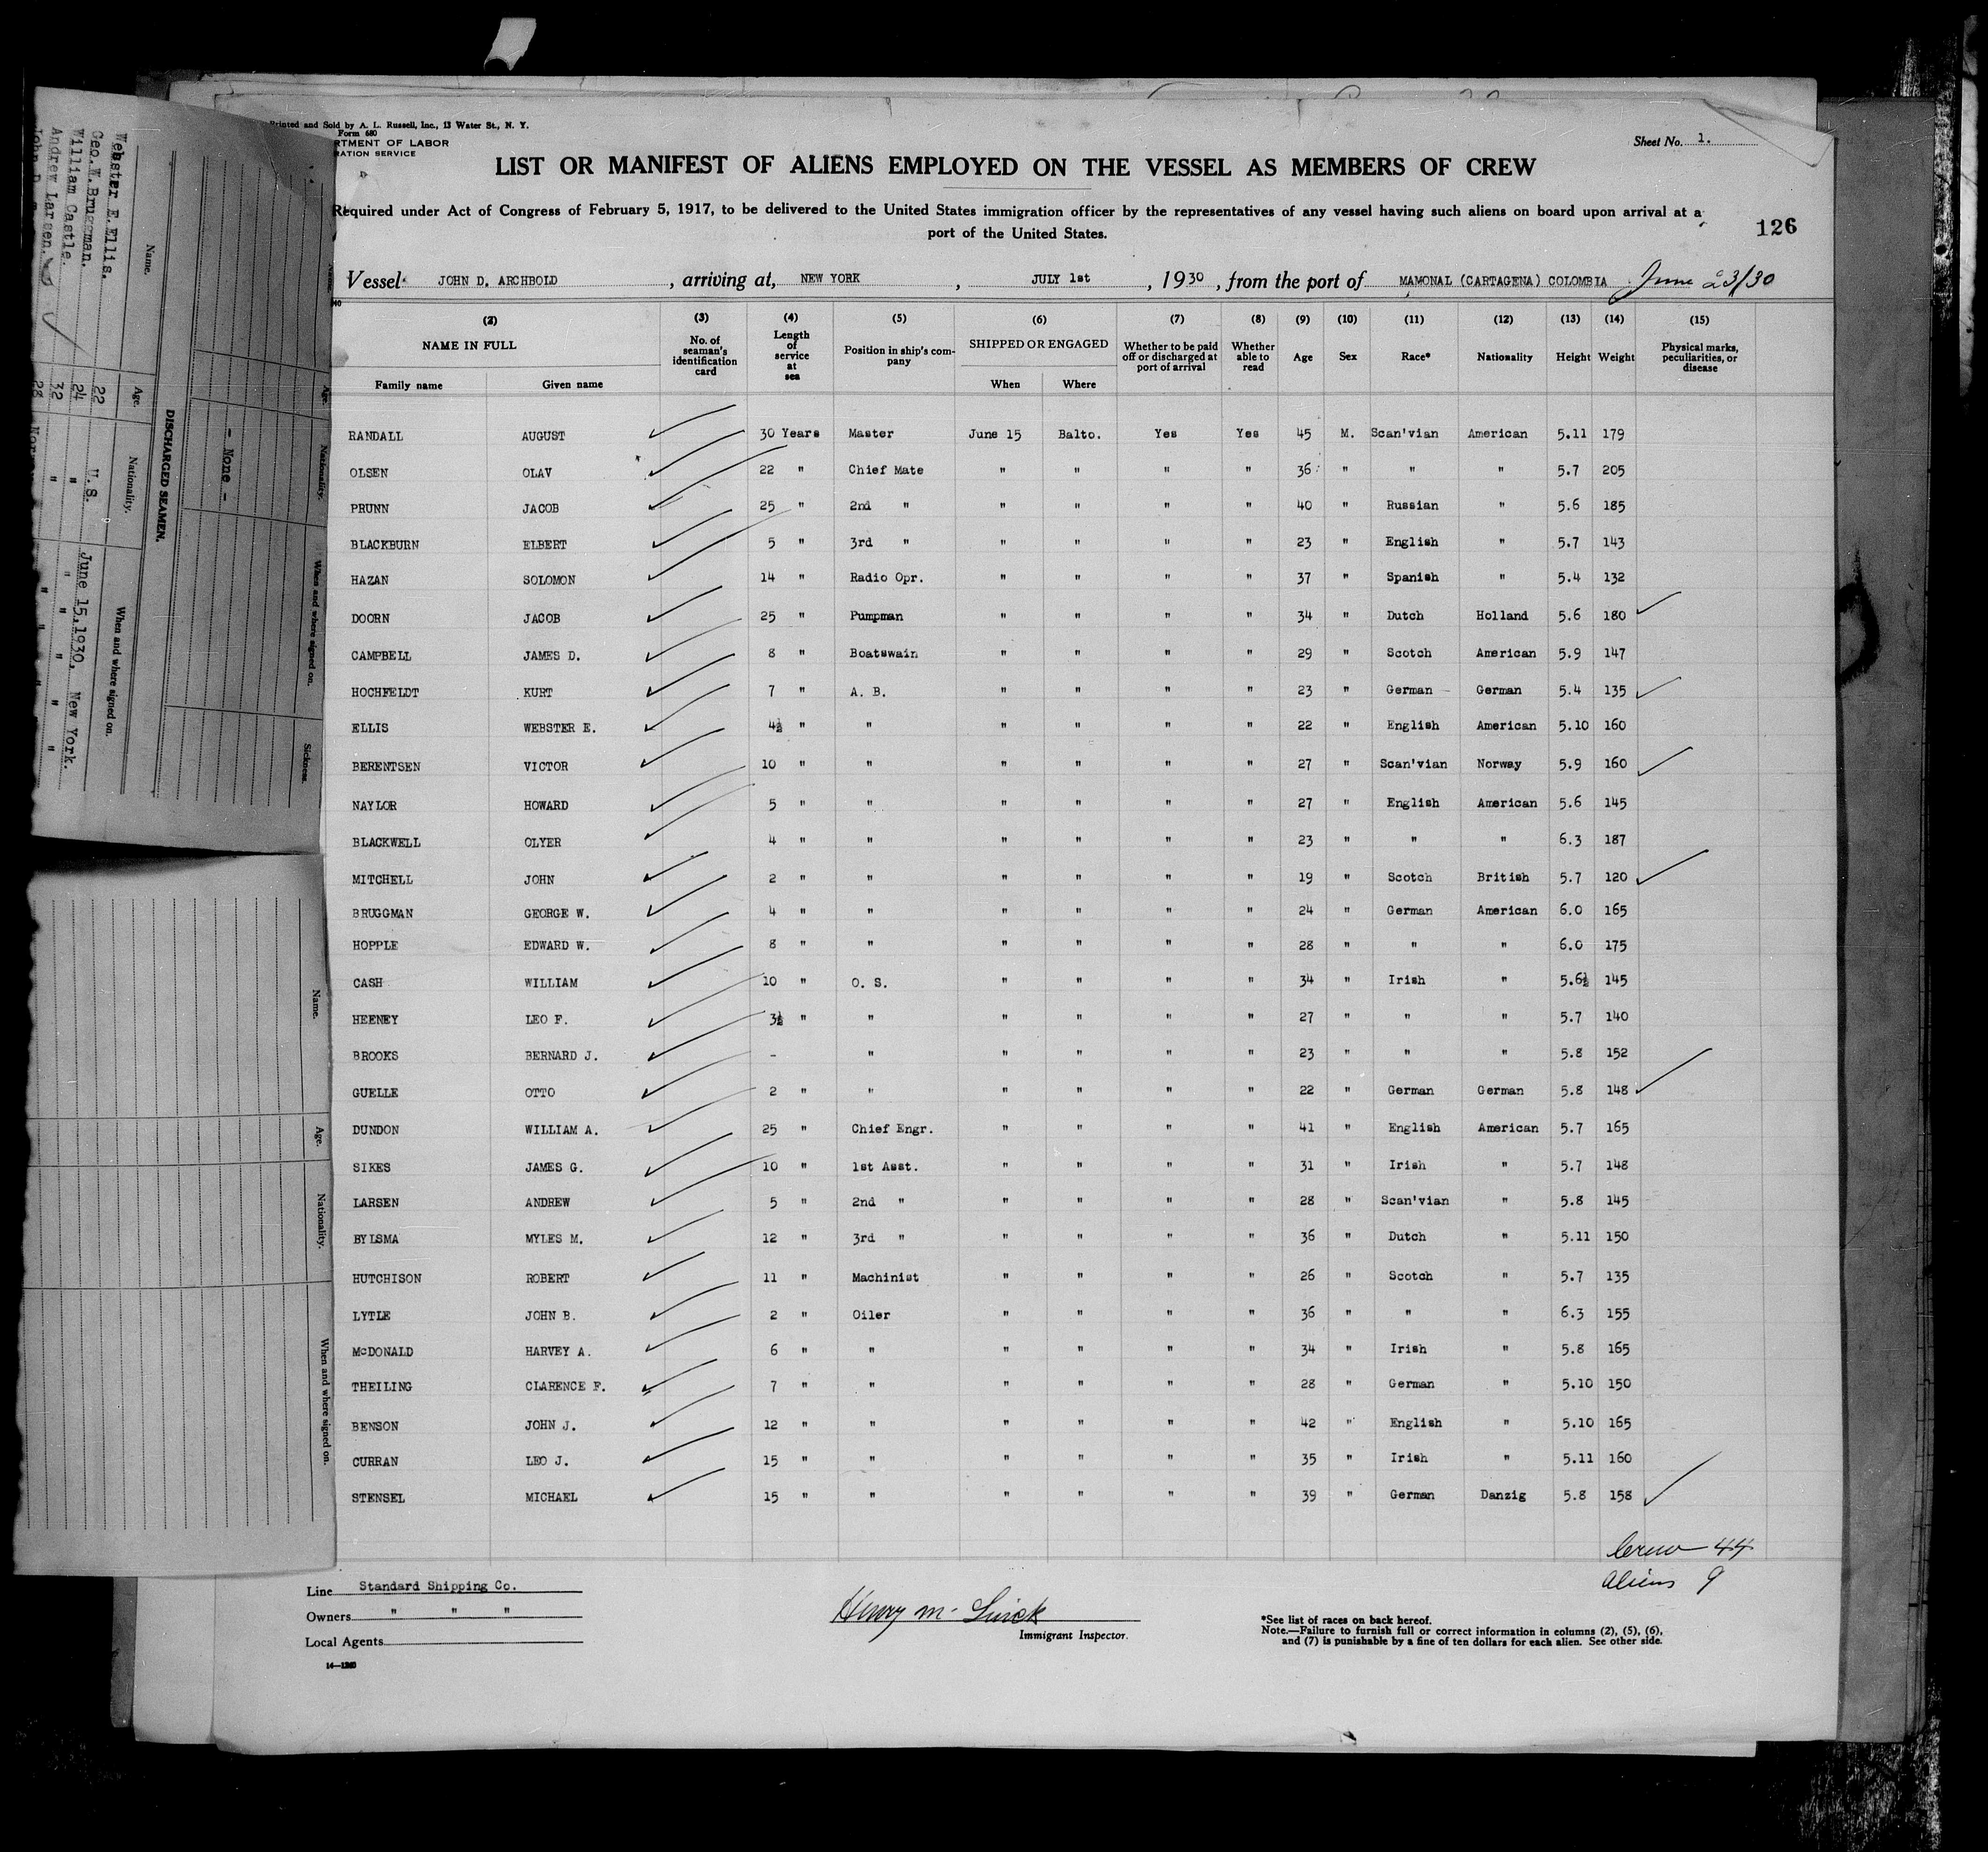 Printed and Sold by A. L. Russell, Inc., 13 Water St., N. Y.
Form 680
RTMENT OF LABOR
RATION SERVICE
Sheet No. 1.
LIST OR MANIFEST OF ALIENS EMPLOYED ON THE VESSEL AS MEMBERS OF CREW
Required under Act of Congress of February 5, 1917, to be delivered to the United States immigration officer by the representatives of any vessel having such aliens on board upon arrival at a
port of the United States.
126
Vessel JOHN D. ARCHBOLD, arriving at, NEW YORK, JULY 1st, 1930, from the port of MAMONAL (CARTAGENA) COLOMBIA June 23/30
(2) (3) (4) (5) (6) (7) (8) (9) (10) (11) (12) (13) (14) (15)
NAME IN FULL No. of seaman's identification card Length of service at sea Position in ship's company SHIPPED OR ENGAGED Whether to be paid off or discharged at port of arrival Whether able to read Age Sex Race* Nationality Height Weight Physical marks, peculiarities, or disease
Family name Given name When Where
RANDALL AUGUST 30 Years Master June 15 Balto. Yes Yes 45 M. Scan'vian American 5.11 179
OLSEN OLAV 22 " Chief Mate " " " " 36 " " " 5.7 205
PRUNN JACOB 25 " 2nd " " " " " 40 " Russian " 5.6 185
BLACKBURN ELBERT 5 " 3rd " " " " " 23 " English " 5.7 143
HAZAN SOLOMON 14 " Radio Opr. " " " " 37 " Spanish " 5.4 132
DOORN JACOB 25 " Pumpman " " " " 34 " Dutch Holland 5.6 180
CAMPBELL JAMES D. 8 " Boatswain " " " " 29 " Scotch American 5.9 147
HOCHFELDT KURT 7 " A. B. " " " " 23 " German German 5.4 135
ELLIS WEBSTER E. 4½ " " " " " " 22 " English American 5.10 160
BERENTSEN VICTOR 10 " " " " " " 27 " Scan'vian Norway 5.9 160
NAYLOR HOWARD 5 " " " " " " 27 " English American 5.6 145
BLACKWELL OLYER 4 " " " " " " 23 " " " 6.3 187
MITCHELL JOHN 2 " " " " " " 19 " Scotch British 5.7 120
BRUGGMAN GEORGE W. 4 " " " " " " 24 " German American 6.0 165
HOPPLE EDWARD W. 8 " " " " " " 28 " " " 6.0 175
CASH WILLIAM 10 " O. S. " " " " 34 " Irish " 5.6½ 145
HEENEY LEO F. 3½ " " " " " " 27 " " " 5.7 140
BROOKS BERNARD J. - " " " " " 23 " " " 5.8 152
GUELLE OTTO 2 " " " " " " 22 " German German 5.8 148
DUNDON WILLIAM A. 25 " Chief Engr. " " " " 41 " English American 5.7 165
SIKES JAMES G. 10 " 1st Asst. " " " " 31 " Irish " 5.7 148
LARSEN ANDREW 5 " 2nd " " " " " 28 " Scan'vian " 5.8 145
BYLSMA MYLES M. 12 " 3rd " " " " " 36 " Dutch " 5.11 150
HUTCHISON ROBERT 11 " Machinist " " " " 26 " Scotch " 5.7 135
LYTLE JOHN B. 2 " Oiler " " " " 36 " " " 6.3 155
McDONALD HARVEY A. 6 " " " " " " 34 " Irish " 5.8 165
THEILING CLARENCE F. 7 " " " " " " 28 " German " 5.10 150
BENSON JOHN J. 12 " " " " " " 42 " English " 5.10 165
CURRAN LEO J. 15 " " " " " " 35 " Irish " 5.11 160
STENSEL MICHAEL 15 " " " " " " 39 " German Danzig 5.8 158
Crew 44
Aliens 9
Line Standard Shipping Co.
Owners " " "
Local Agents
14—1240
Henry M.
Immigrant Inspector.
*See list of races on back hereof.
Note.—Failure to furnish full or correct information in columns (2), (5), (6),
and (7) is punishable by a fine of ten dollars for each alien. See other side.
Name. Age. Nationality. When and where signed on. Sickness.
- None -
DISCHARGED SEAMEN.
Name. Age. Nationality. When and where signed on.
Webster E. Ellis. 22 U.S. June 15, 1930, New York.
Geo. W. Bruggman. 24 " " " "
William Castle. 32 " " " "
Andrew Larsen. 28
Name. Age. Nationality. When and where signed on.